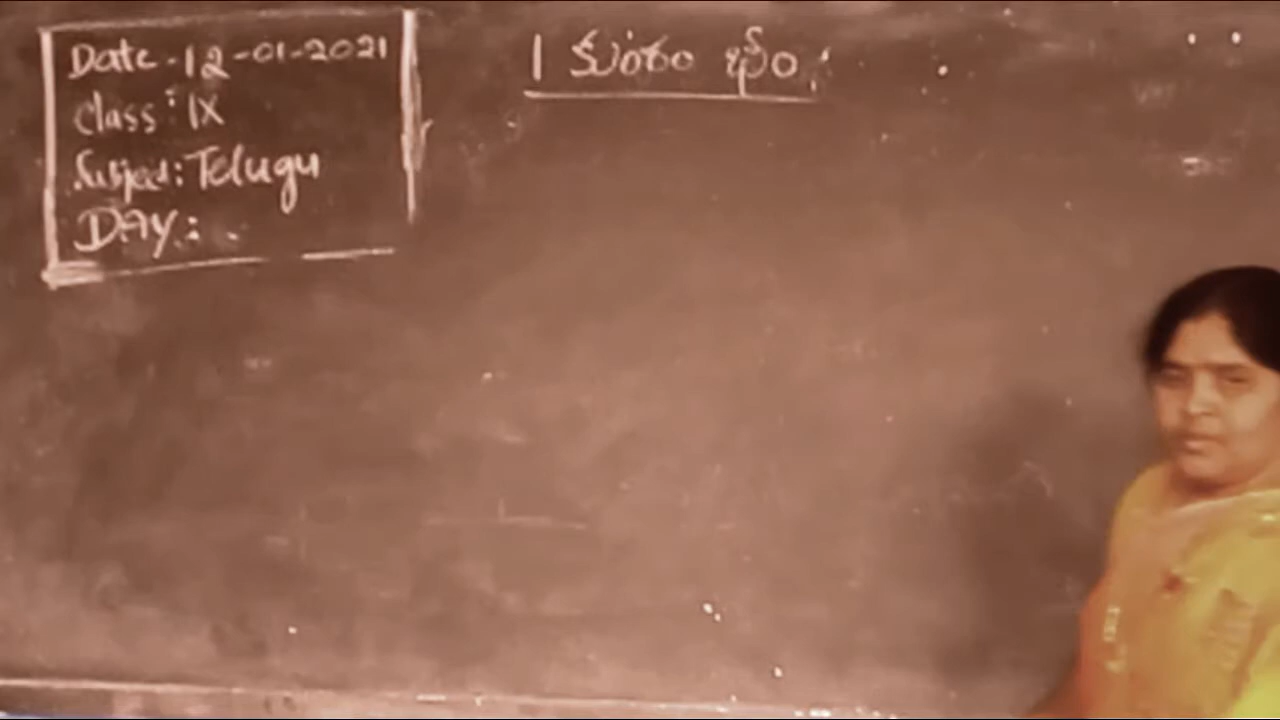 Date - 12-01-2021
Class : IX
Subject : Telugu
DAY :
1 కుంరం భీం